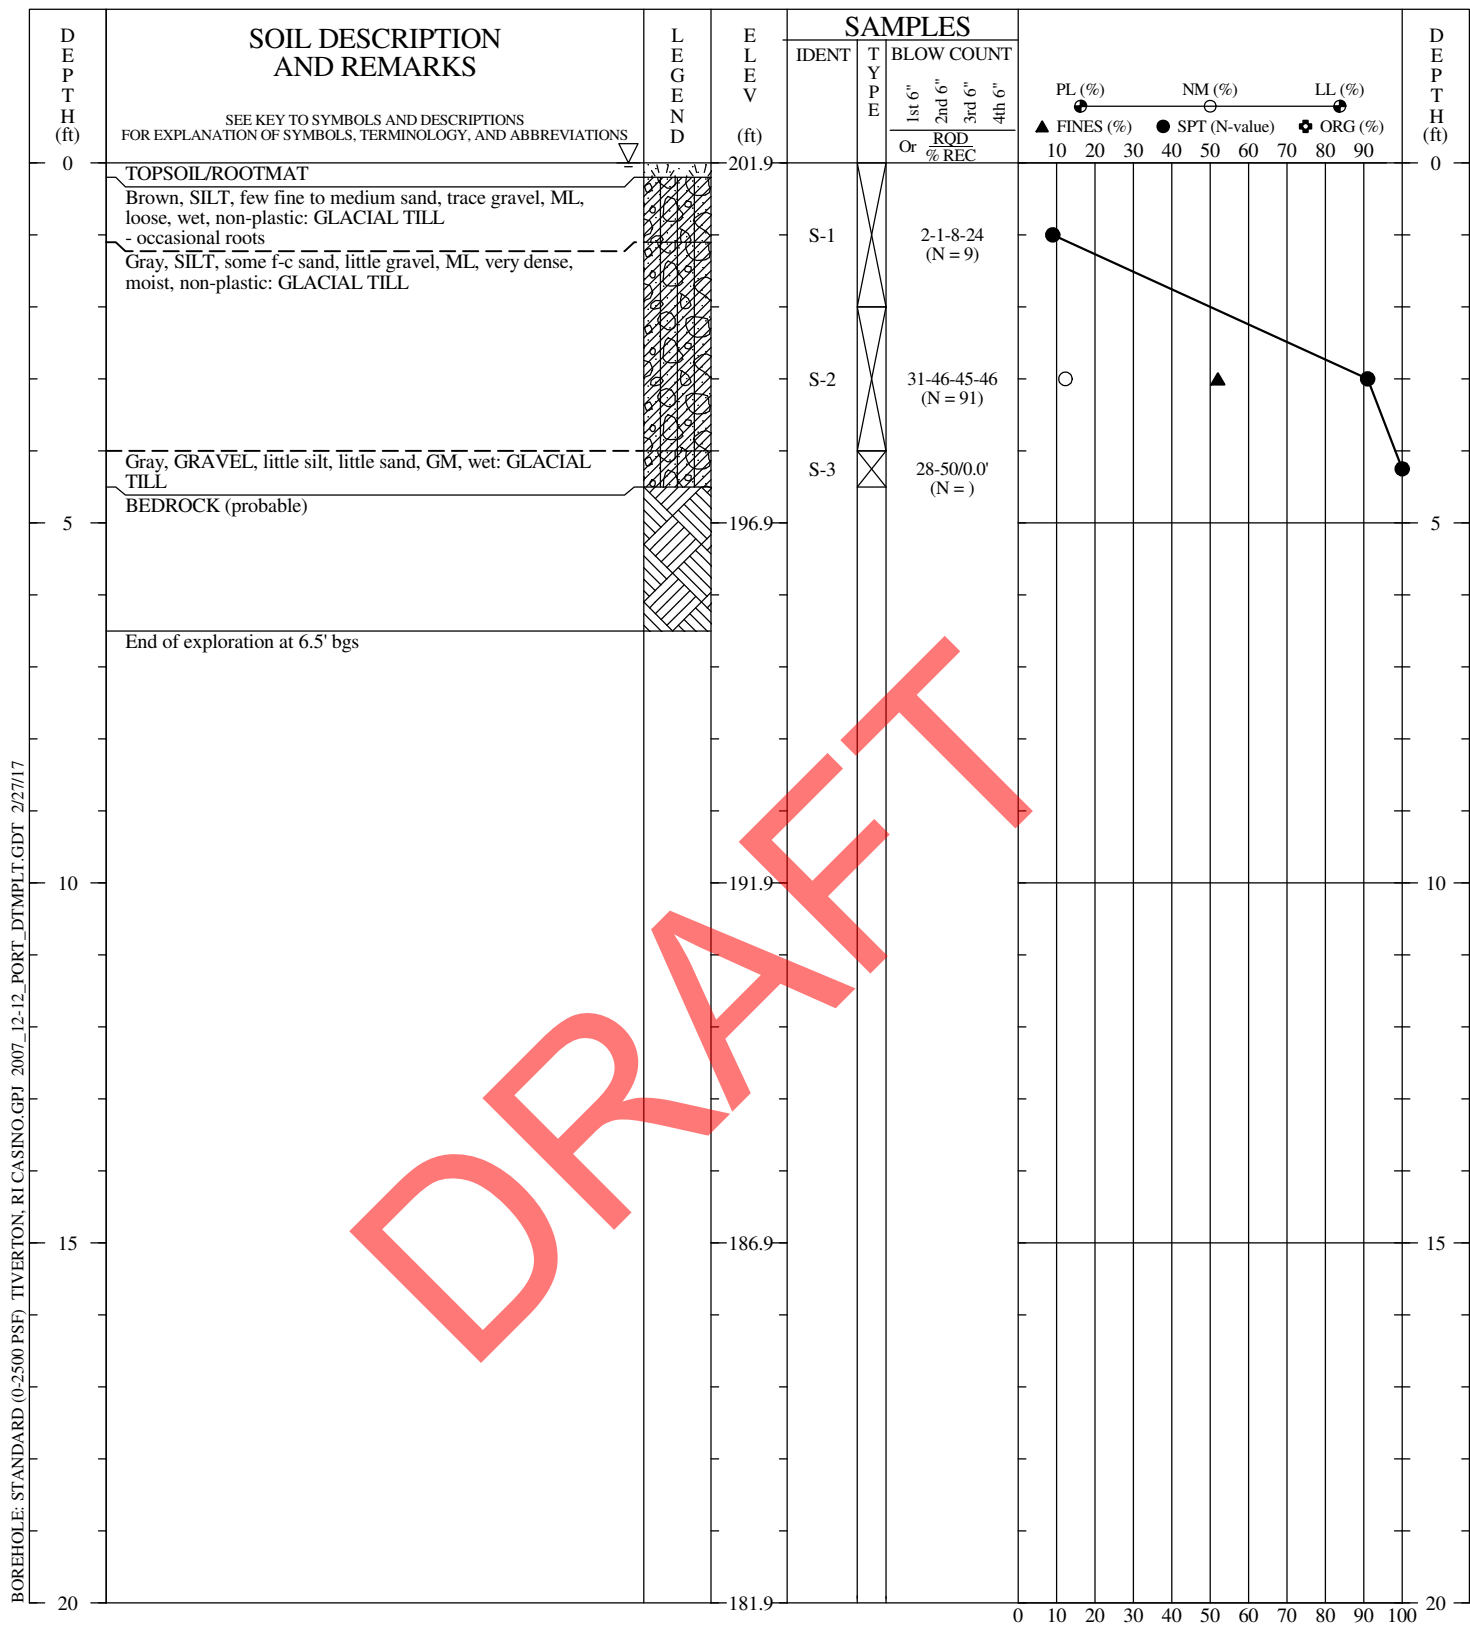 DEPTH
(ft)
SOIL DESCRIPTION
AND REMARKS
SEE KEY TO SYMBOLS AND DESCRIPTIONS
FOR EXPLANATION OF SYMBOLS, TERMINOLOGY, AND ABBREVIATIONS
LEGEND
ELEV
(ft)
SAMPLES
IDENT
TYPE
BLOW COUNT
1st 6"
2nd 6"
3rd 6"
4th 6"
Or RQD
% REC
PL (%) NM (%) LL (%)
FINES (%) SPT (N-value) ORG (%)
10 20 30 40 50 60 70 80 90
DEPTH
(ft)
0 201.9 0
TOPSOIL/ROOTMAT
Brown, SILT, few fine to medium sand, trace gravel, ML,
loose, wet, non-plastic: GLACIAL TILL
- occasional roots
S-1 2-1-8-24
(N = 9)
Gray, SILT, some f-c sand, little gravel, ML, very dense,
moist, non-plastic: GLACIAL TILL
S-2 31-46-45-46
(N = 91)
Gray, GRAVEL, little silt, little sand, GM, wet: GLACIAL
TILL
S-3 28-50/0.0'
(N = )
BEDROCK (probable)
5 196.9 5
End of exploration at 6.5' bgs
10 191.9 10
15 186.9 15
20 181.9 20
0 10 20 30 40 50 60 70 80 90 100
DRAFT
BOREHOLE: STANDARD (0-2500 PSF) TIVERTON, RI CASINO.GPJ 2007_12-12_PORT_DTMPLT.GDT 2/27/17